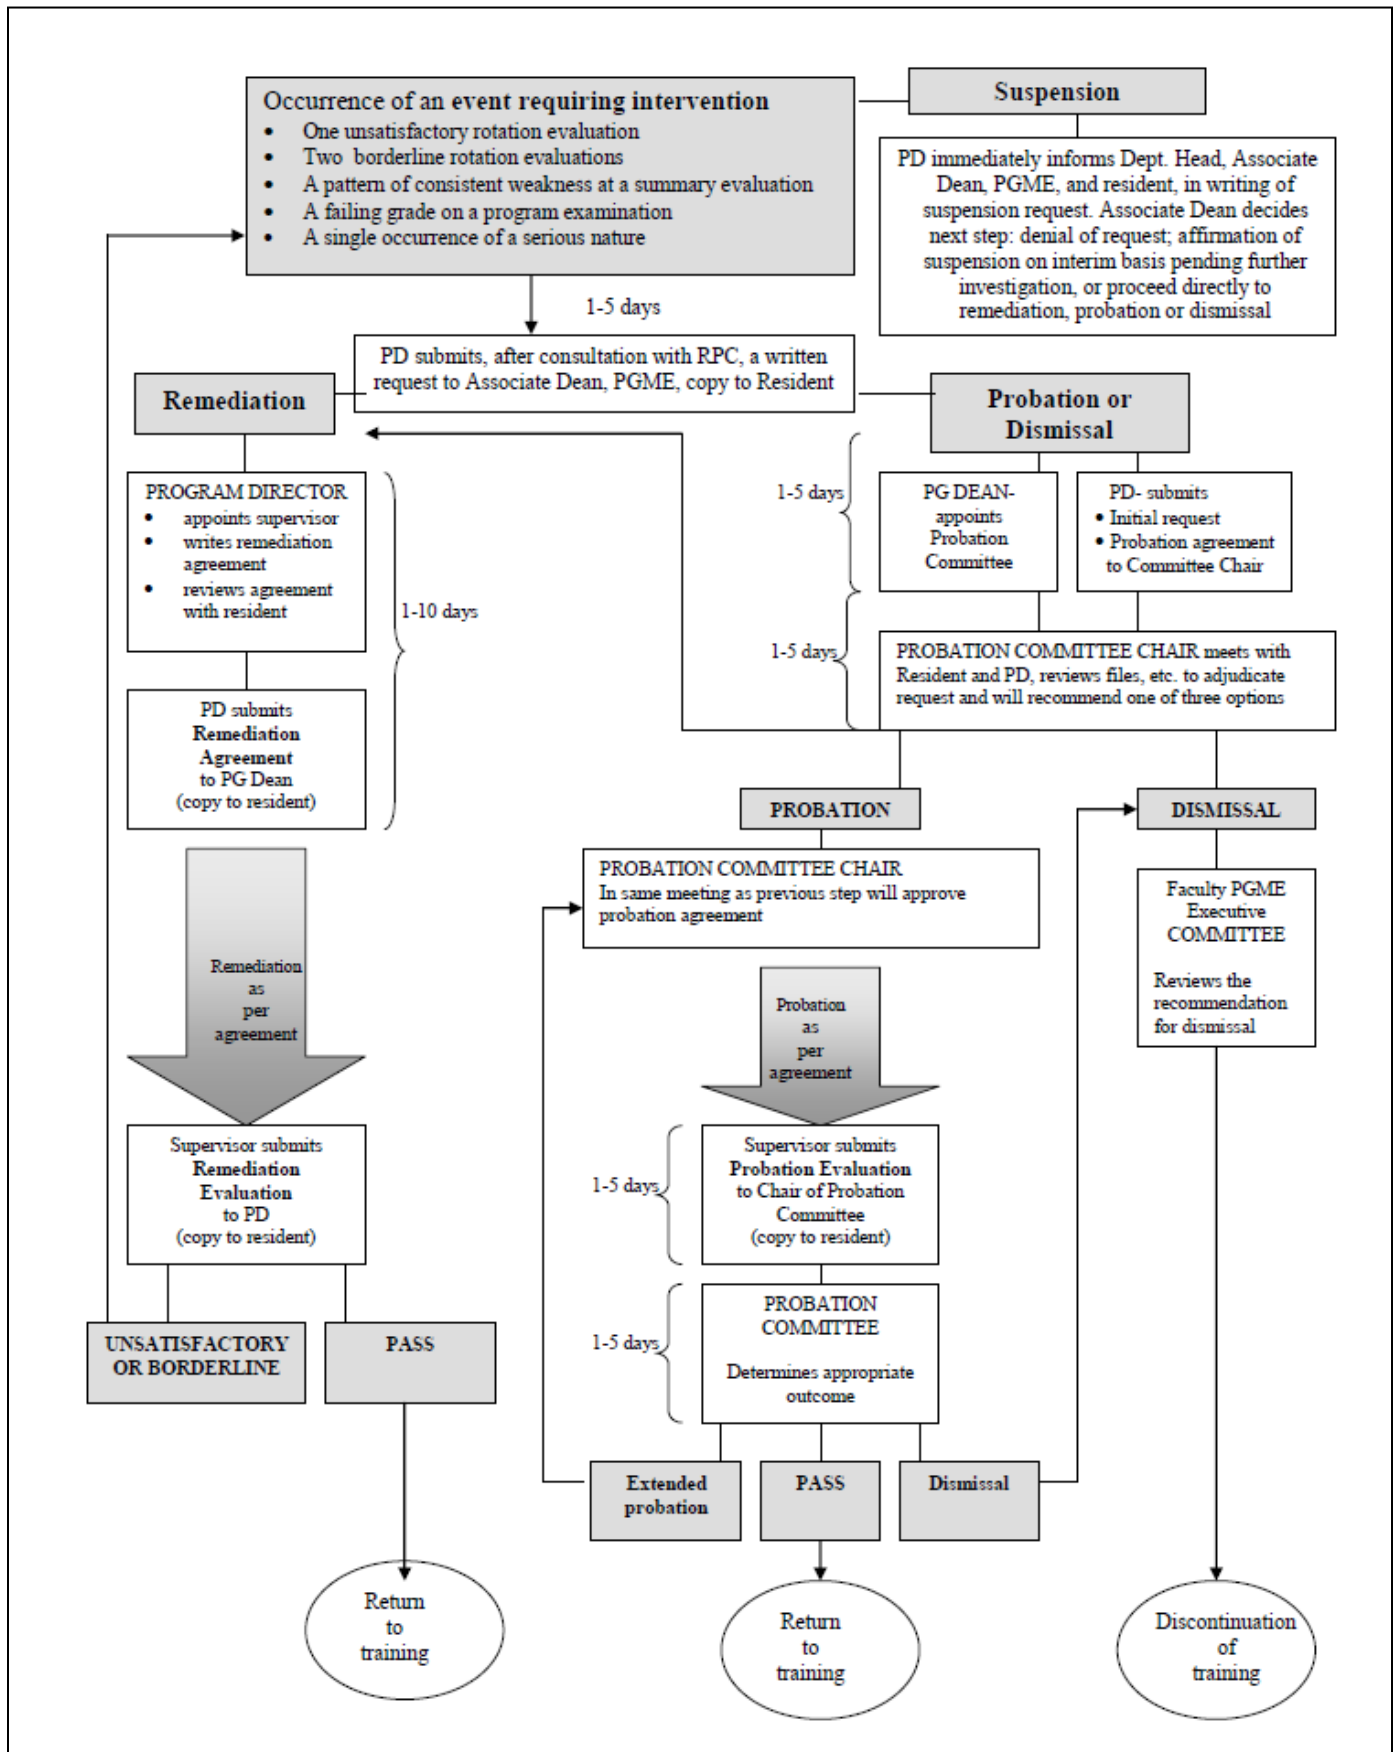 Occurrence of an event requiring intervention
• One unsatisfactory rotation evaluation
• Two borderline rotation evaluations
• A pattern of consistent weakness at a summary evaluation
• A failing grade on a program examination
• A single occurrence of a serious nature
Suspension
PD immediately informs Dept. Head, Associate
Dean, PGME, and resident, in writing of
suspension request. Associate Dean decides
next step: denial of request; affirmation of
suspension on interim basis pending further
investigation, or proceed directly to
remediation, probation or dismissal
1-5 days
PD submits, after consultation with RPC, a written
request to Associate Dean, PGME, copy to Resident
Remediation
Probation or
Dismissal
PROGRAM DIRECTOR
• appoints supervisor
• writes remediation
agreement
• reviews agreement
with resident
1-10 days
PD submits
Remediation
Agreement
to PG Dean
(copy to resident)
1-5 days
PG DEAN-
appoints
Probation
Committee
PD- submits
• Initial request
• Probation agreement
to Committee Chair
1-5 days
PROBATION COMMITTEE CHAIR meets with
Resident and PD, reviews files, etc. to adjudicate
request and will recommend one of three options
PROBATION
DISMISSAL
PROBATION COMMITTEE CHAIR
In same meeting as previous step will approve
probation agreement
Faculty PGME
Executive
COMMITTEE
Reviews the
recommendation
for dismissal
Remediation
as
per
agreement
Probation
as
per
agreement
Supervisor submits
Remediation
Evaluation
to PD
(copy to resident)
1-5 days
Supervisor submits
Probation Evaluation
to Chair of Probation
Committee
(copy to resident)
UNSATISFACTORY
OR BORDERLINE
PASS
1-5 days
PROBATION
COMMITTEE
Determines appropriate
outcome
Extended
probation
PASS
Dismissal
Return
to
training
Return
to
training
Discontinuation
of
training